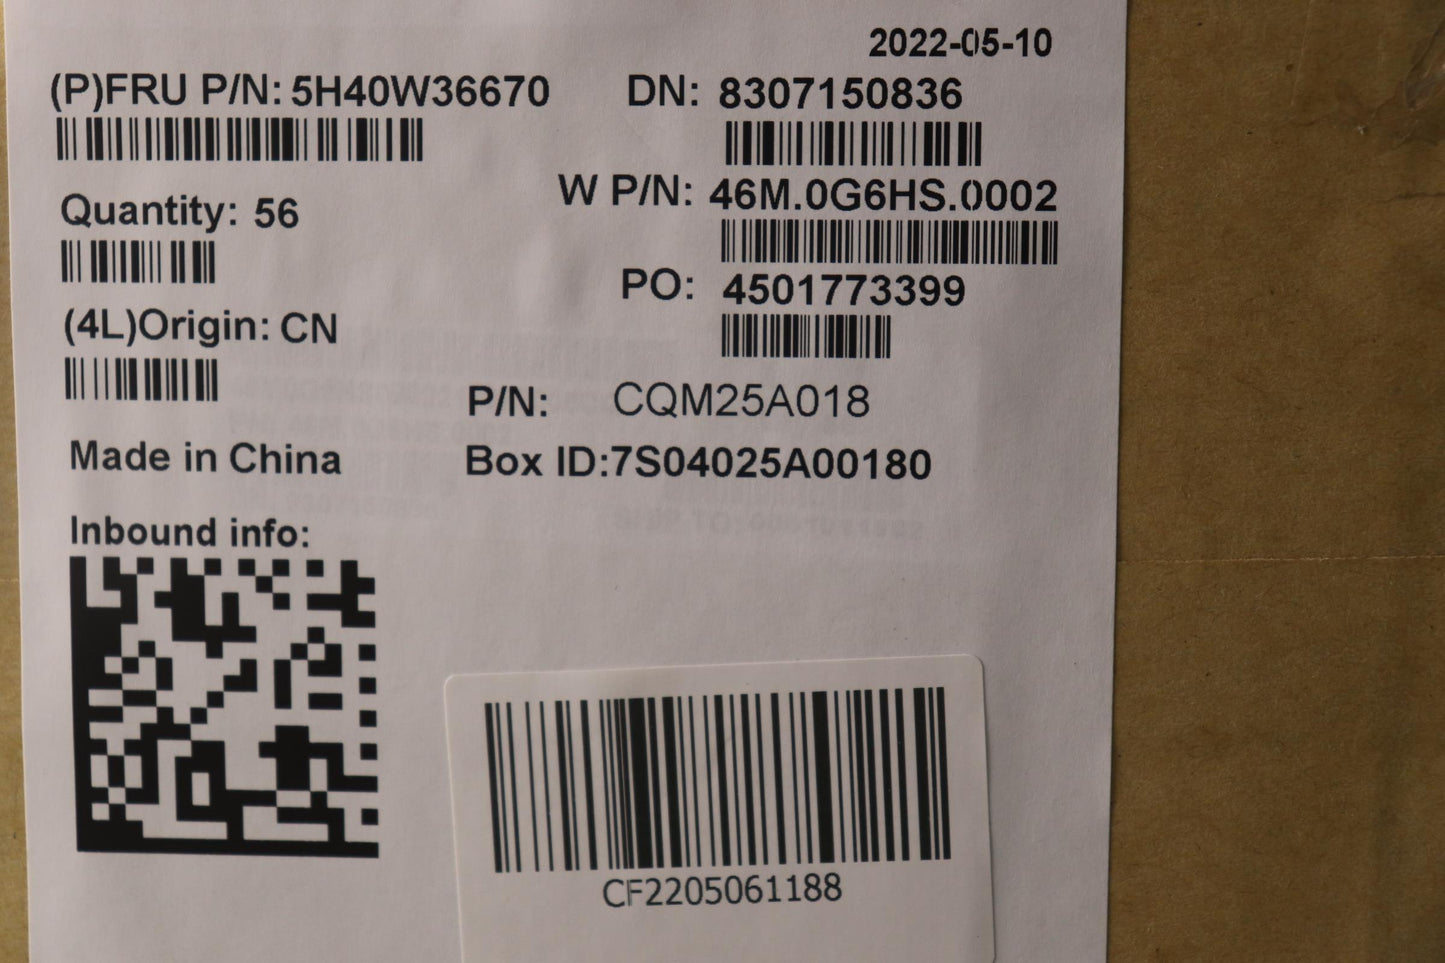 2022-05-10
(P)FRU P/N: 5H40W36670
DN: 8307150836
W P/N: 46M.0G6HS.0002
Quantity: 56
PO: 4501773399
(4L)Origin: CN
P/N: CQM25A018
Made in China
Box ID:7S04025A00180
Inbound info:
CF2205061188